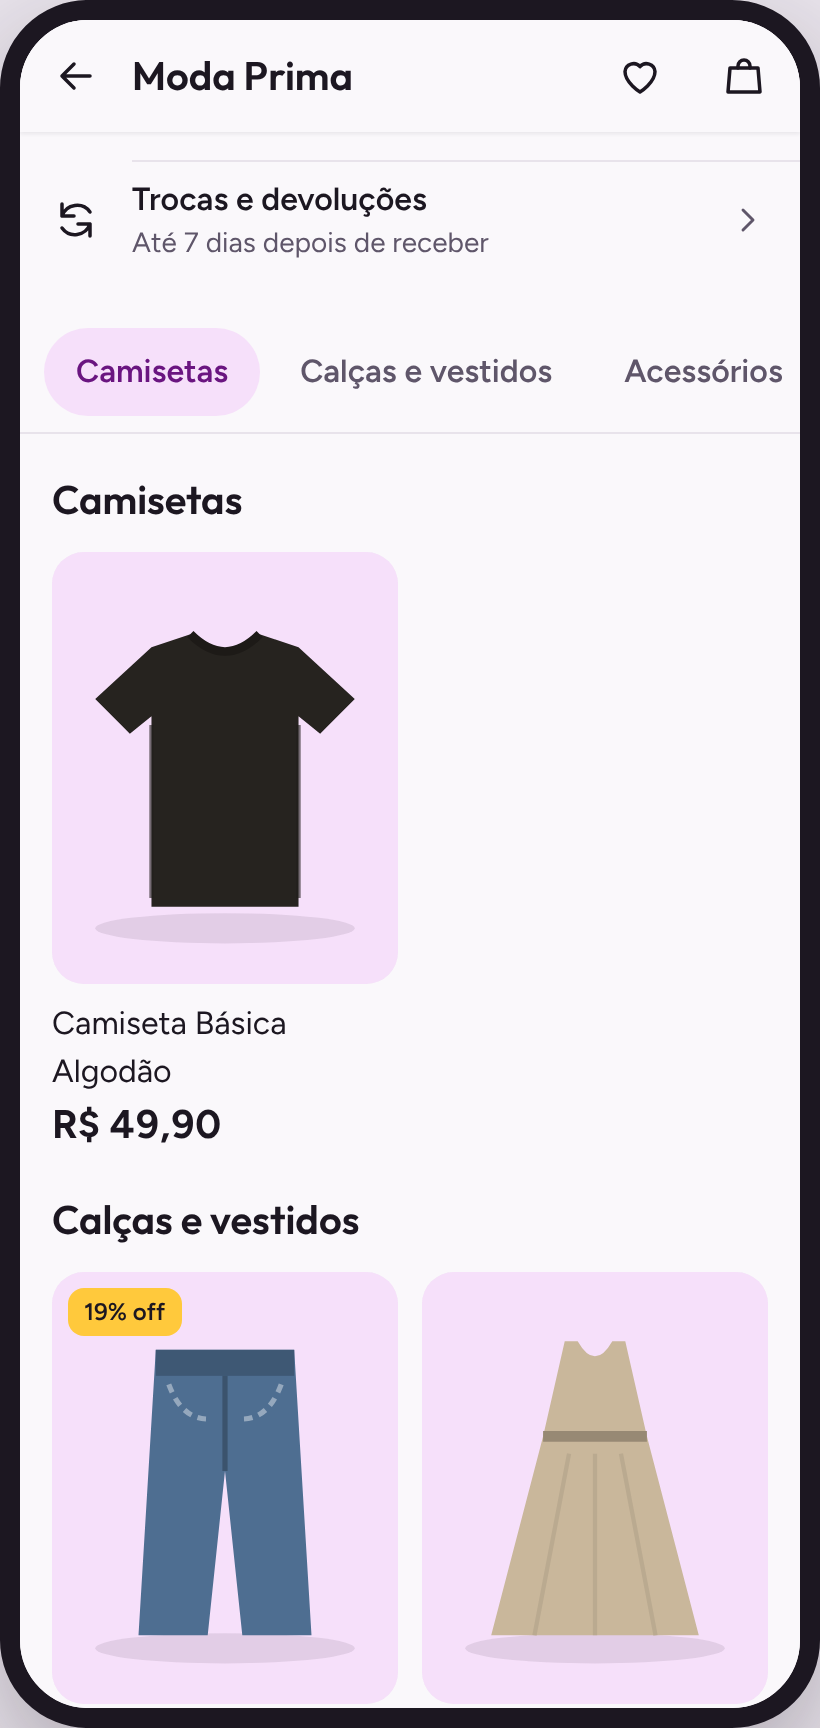 Moda Prima
Trocas e devoluções
Até 7 dias depois de receber
Camisetas
Calças e vestidos
Acessórios
Camisetas
Camiseta Básica
Algodão
R$ 49,90
Calças e vestidos
19% off